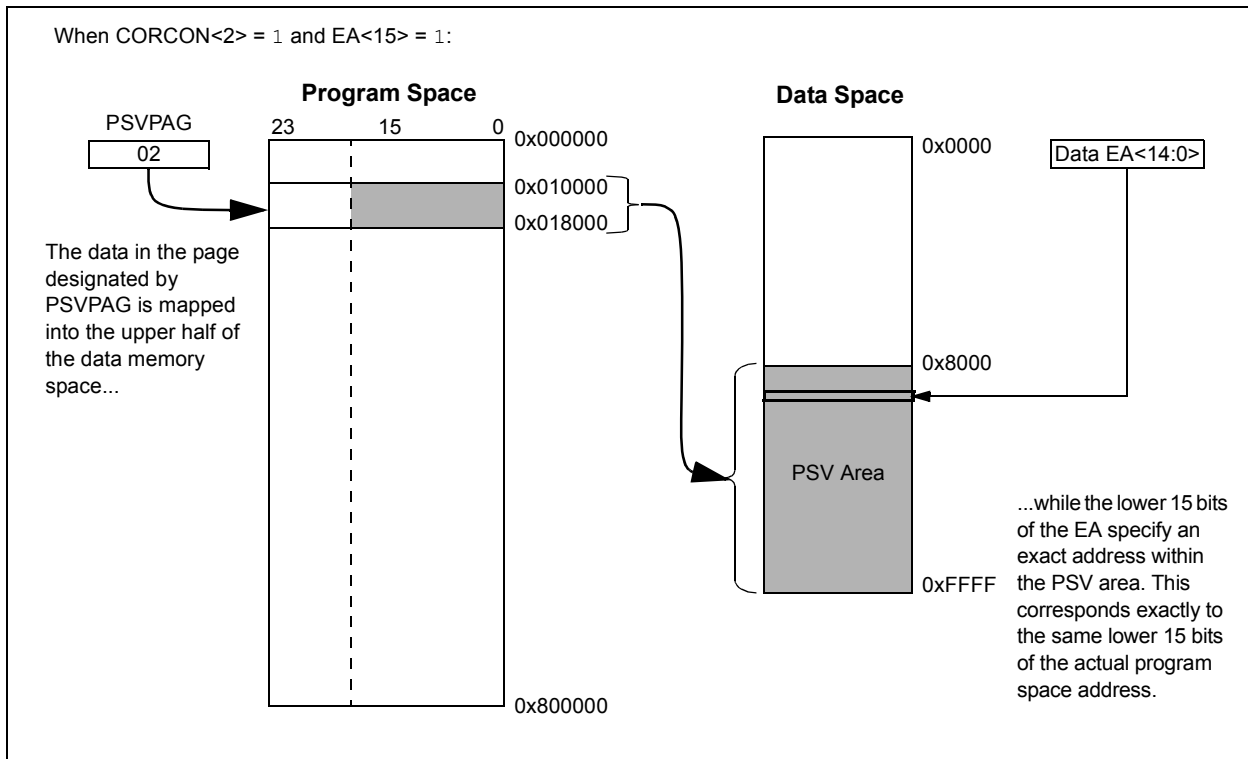 When CORCON<2> = 1 and EA<15> = 1:
Program Space
Data Space
PSVPAG
02
23 15 0
0x000000
0x010000
0x018000
0x800000
The data in the page
designated by
PSVPAG is mapped
into the upper half of
the data memory
space...
0x0000
0x8000
0xFFFF
PSV Area
Data EA<14:0>
...while the lower 15 bits
of the EA specify an
exact address within
the PSV area. This
corresponds exactly to
the same lower 15 bits
of the actual program
space address.